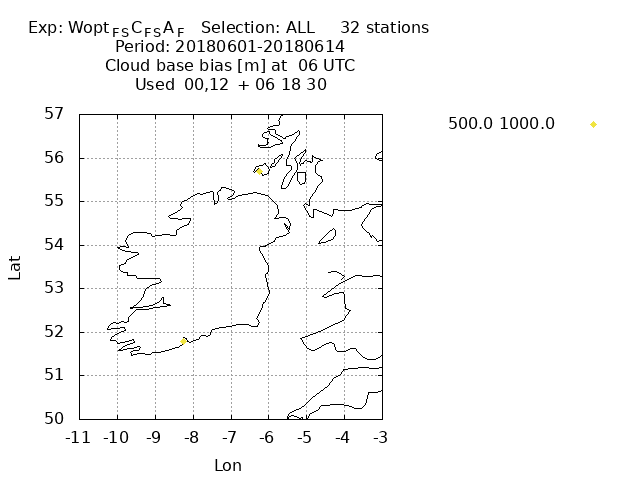 Exp: Wopt FS C FS A F Selection: ALL 32 stations
Period: 20180601-20180614
Cloud base bias [m] at 06 UTC
Used 00,12 + 06 18 30
500.0 1000.0
57
56
55
54
53
52
51
50
Lat
-11 -10 -9 -8 -7 -6 -5 -4 -3
Lon